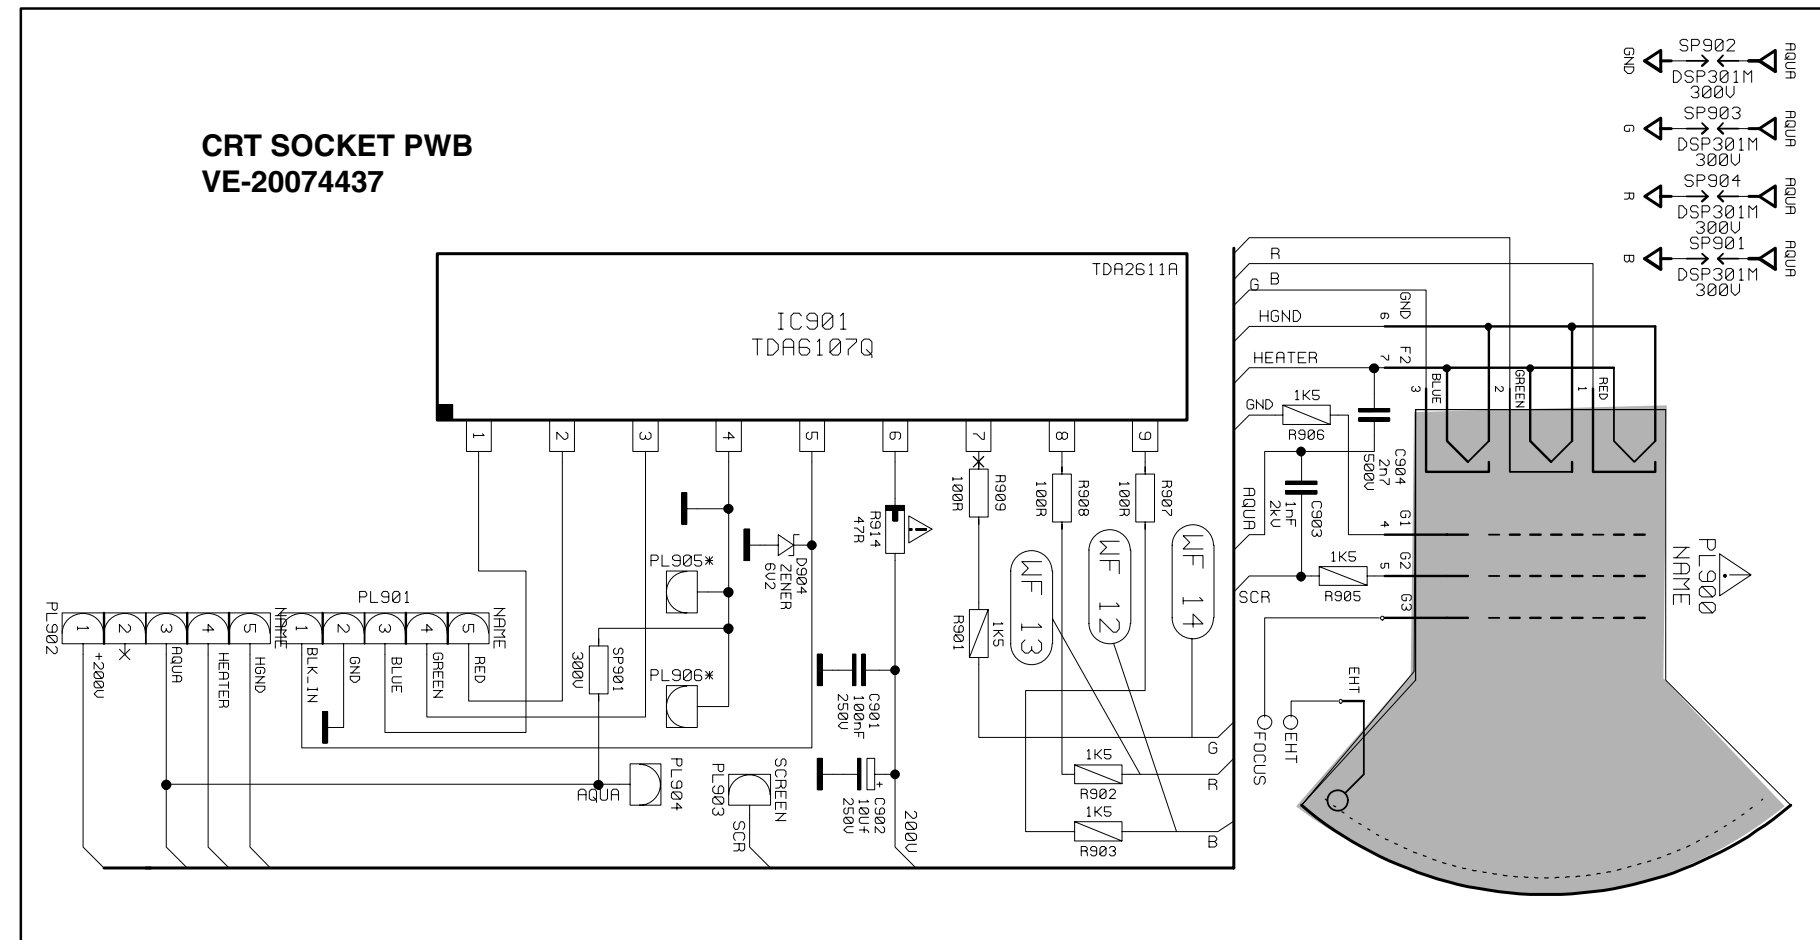 CRT SOCKET PWB
VE-20074437
GND
SP902
DSP301M
300V
AQUA
G
SP903
DSP301M
300V
AQUA
R
SP904
DSP301M
300V
AQUA
B
SP901
DSP301M
300V
AQUA
TDA2611A
IC901
TDA6107Q
1
2
3
4
5
6
7
8
9
R
B
G
HGND
HEATER
GND
1K5
R906
AQUA
SCR
GND
6
F2
7
BLUE
3
GREEN
2
RED
1
C904
2n7
500V
C903
1nF
2kV
G1
4
G2
5
G3
1K5
R905
PL900
NAME
EHT
FOCUS
EHT
R909
100R
R908
100R
R907
100R
R914
47R
R901
1K5
WF 13
WF 12
WF 14
D904
ZENER
6V2
PL905*
PL906*
SP901
300V
C901
100nF
250V
C902
10Uf
250V
+
200V
PL904
AQUA
PL903
SCREEN
SCR
1K5
R902
1K5
R903
G
R
B
PL902
NAME
1
2
3
4
5
+200V
AQUA
HEATER
HGND
PL901
NAME
1
2
3
4
5
BLK_IN
GND
BLUE
GREEN
RED